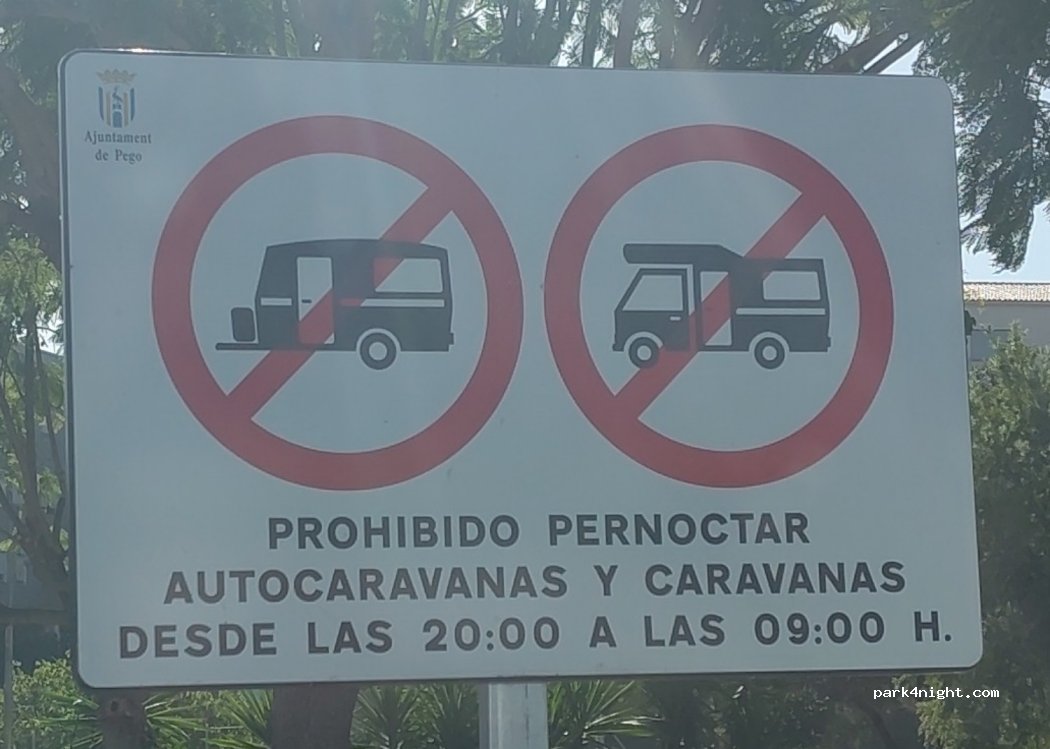 Ajuntament
de Pego
PROHIBIDO PERNOCTAR
AUTOCARAVANAS Y CARAVANAS
DESDE LAS 20:00 A LAS 09:00 H.
park4night.com